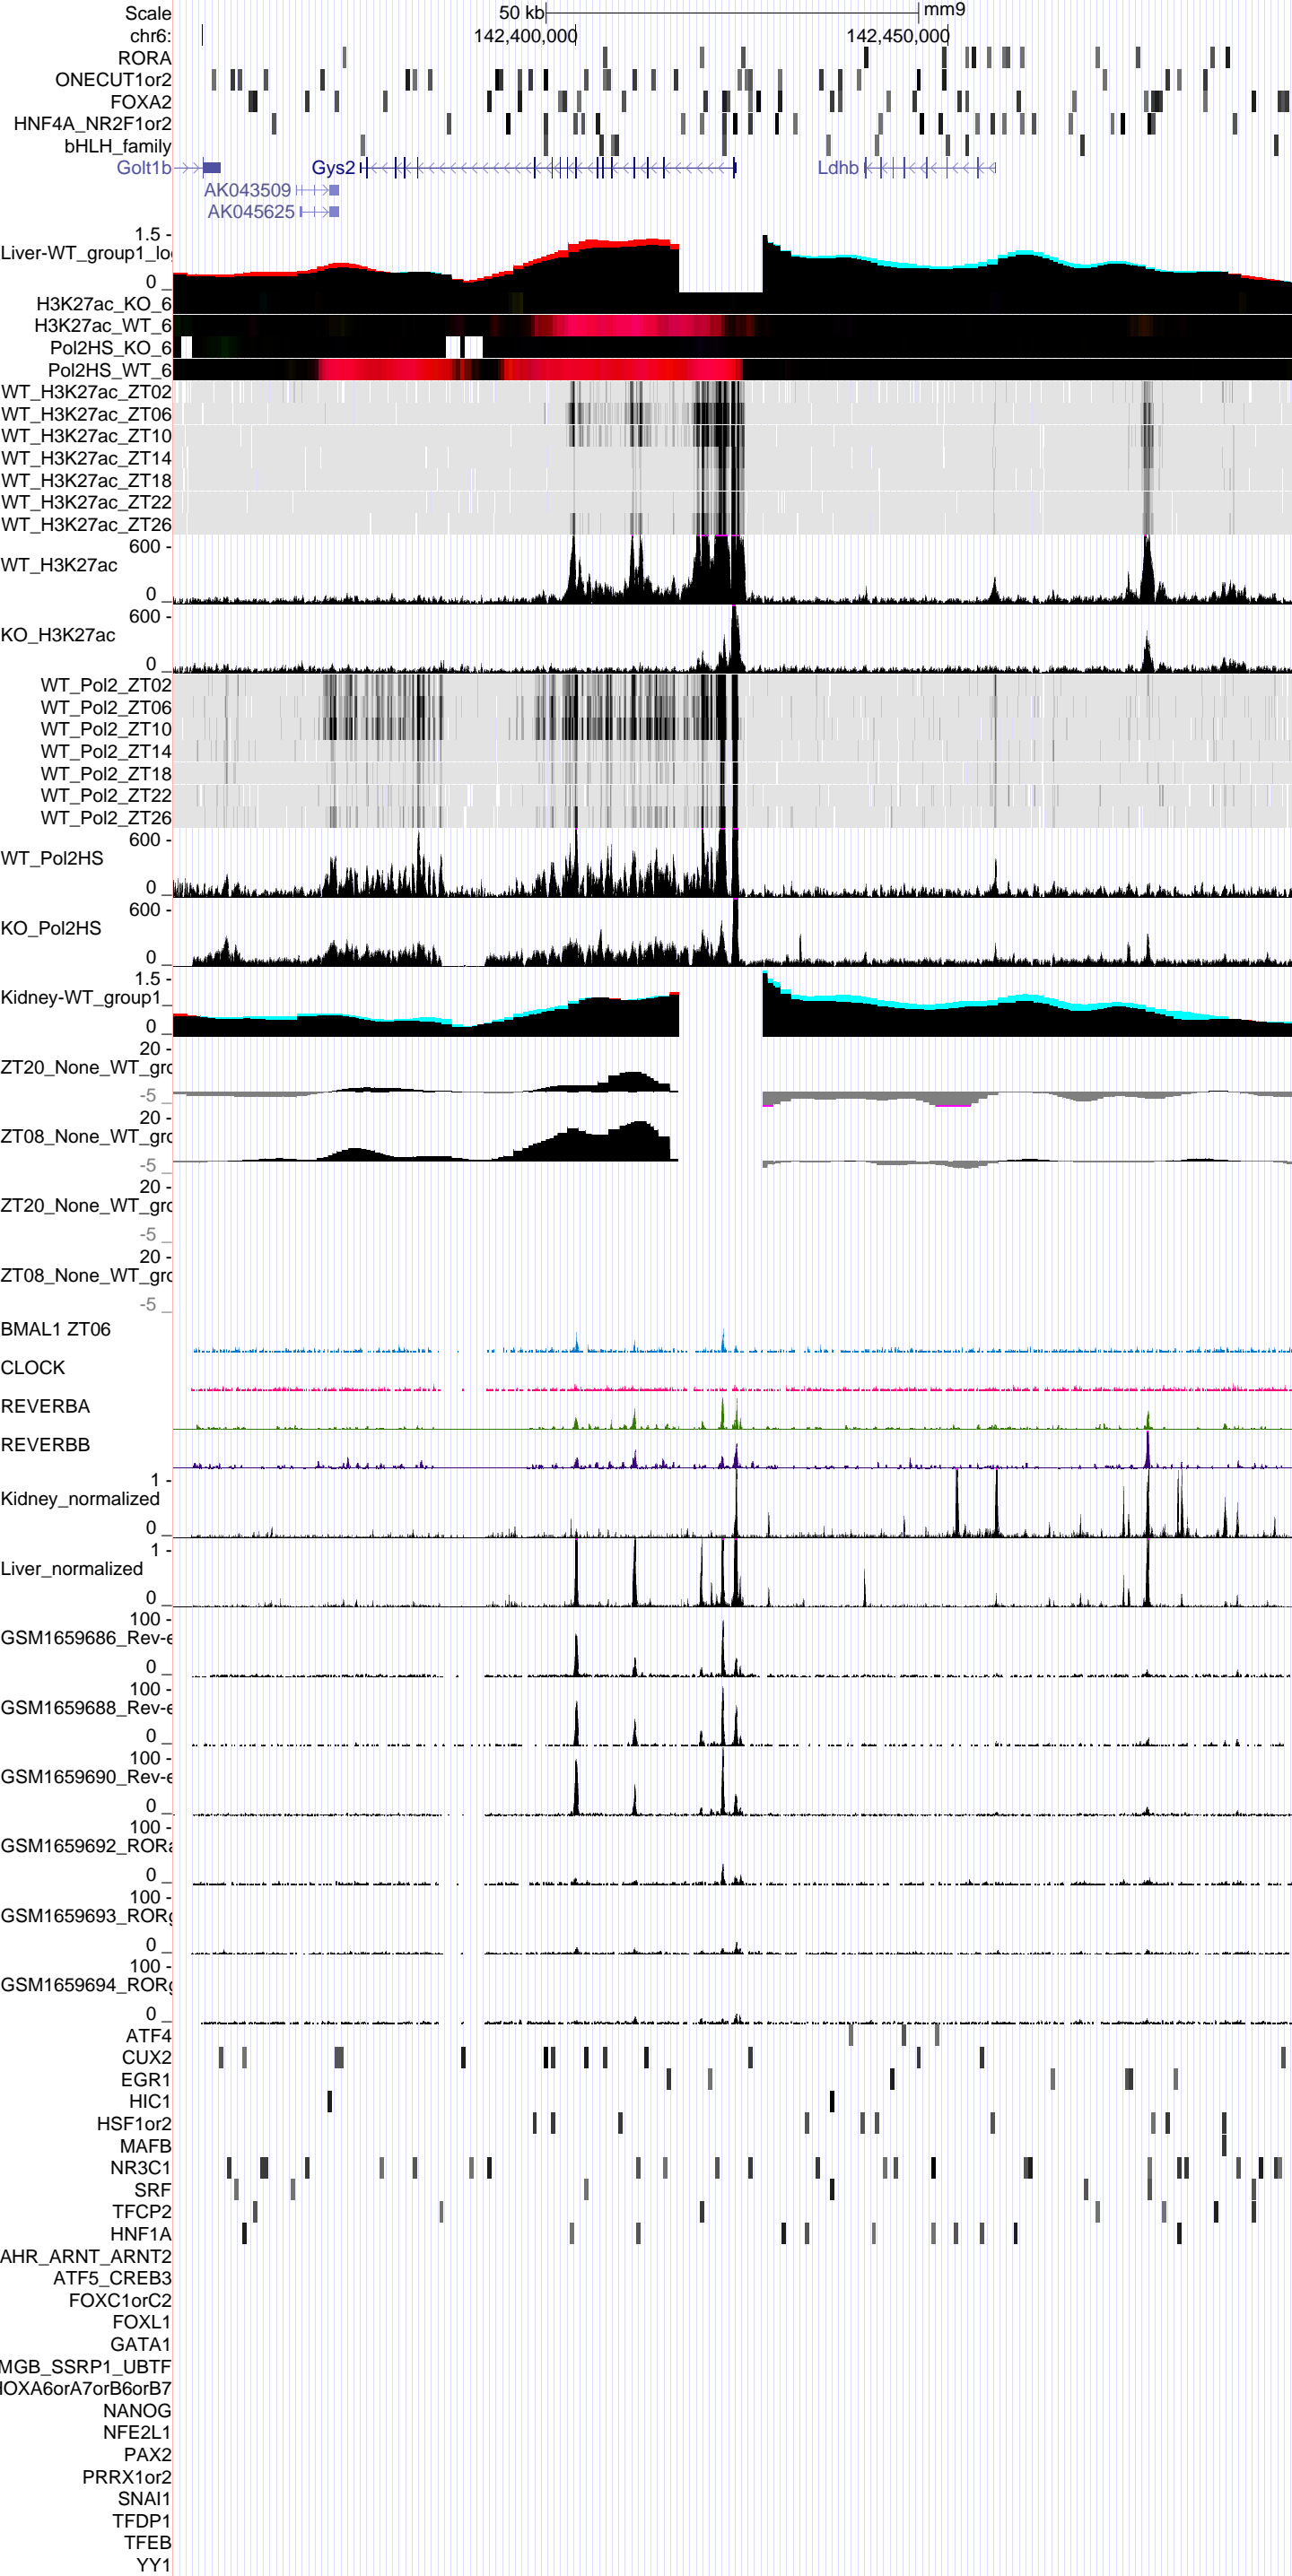 Scale 50 kb mm9
chr6: 142,400,000 142,450,000
RORA
ONECUT1or2
FOXA2
HNF4A_NR2F1or2
bHLH_family
Golt1b Gys2 Ldhb
AK043509
AK045625
1.5 -
Liver-WT_group1_lo
0 _
H3K27ac_KO_6
H3K27ac_WT_6
Pol2HS_KO_6
Pol2HS_WT_6
WT_H3K27ac_ZT02
WT_H3K27ac_ZT06
WT_H3K27ac_ZT10
WT_H3K27ac_ZT14
WT_H3K27ac_ZT18
WT_H3K27ac_ZT22
WT_H3K27ac_ZT26
600 -
WT_H3K27ac
0 _
600 -
KO_H3K27ac
0 _
WT_Pol2_ZT02
WT_Pol2_ZT06
WT_Pol2_ZT10
WT_Pol2_ZT14
WT_Pol2_ZT18
WT_Pol2_ZT22
WT_Pol2_ZT26
600 -
WT_Pol2HS
0 _
600 -
KO_Pol2HS
0 _
1.5 -
Kidney-WT_group1_
0 _
20 -
ZT20_None_WT_gro
-5 _
20 -
ZT08_None_WT_gro
-5 _
20 -
ZT20_None_WT_gro
-5 _
20 -
ZT08_None_WT_gro
-5 _
BMAL1 ZT06
CLOCK
REVERBA
REVERBB
1 -
Kidney_normalized
0 _
1 -
Liver_normalized
0 _
100 -
GSM1659686_Rev-e
0 _
100 -
GSM1659688_Rev-e
0 _
100 -
GSM1659690_Rev-e
0 _
100 -
GSM1659692_RORa
0 _
100 -
GSM1659693_RORg
0 _
100 -
GSM1659694_RORg
0 _
ATF4
CUX2
EGR1
HIC1
HSF1or2
MAFB
NR3C1
SRF
TFCP2
HNF1A
AHR_ARNT_ARNT2
ATF5_CREB3
FOXC1orC2
FOXL1
GATA1
MGB_SSRP1_UBTF
HOXA6orA7orB6orB7
NANOG
NFE2L1
PAX2
PRRX1or2
SNAI1
TFDP1
TFEB
YY1